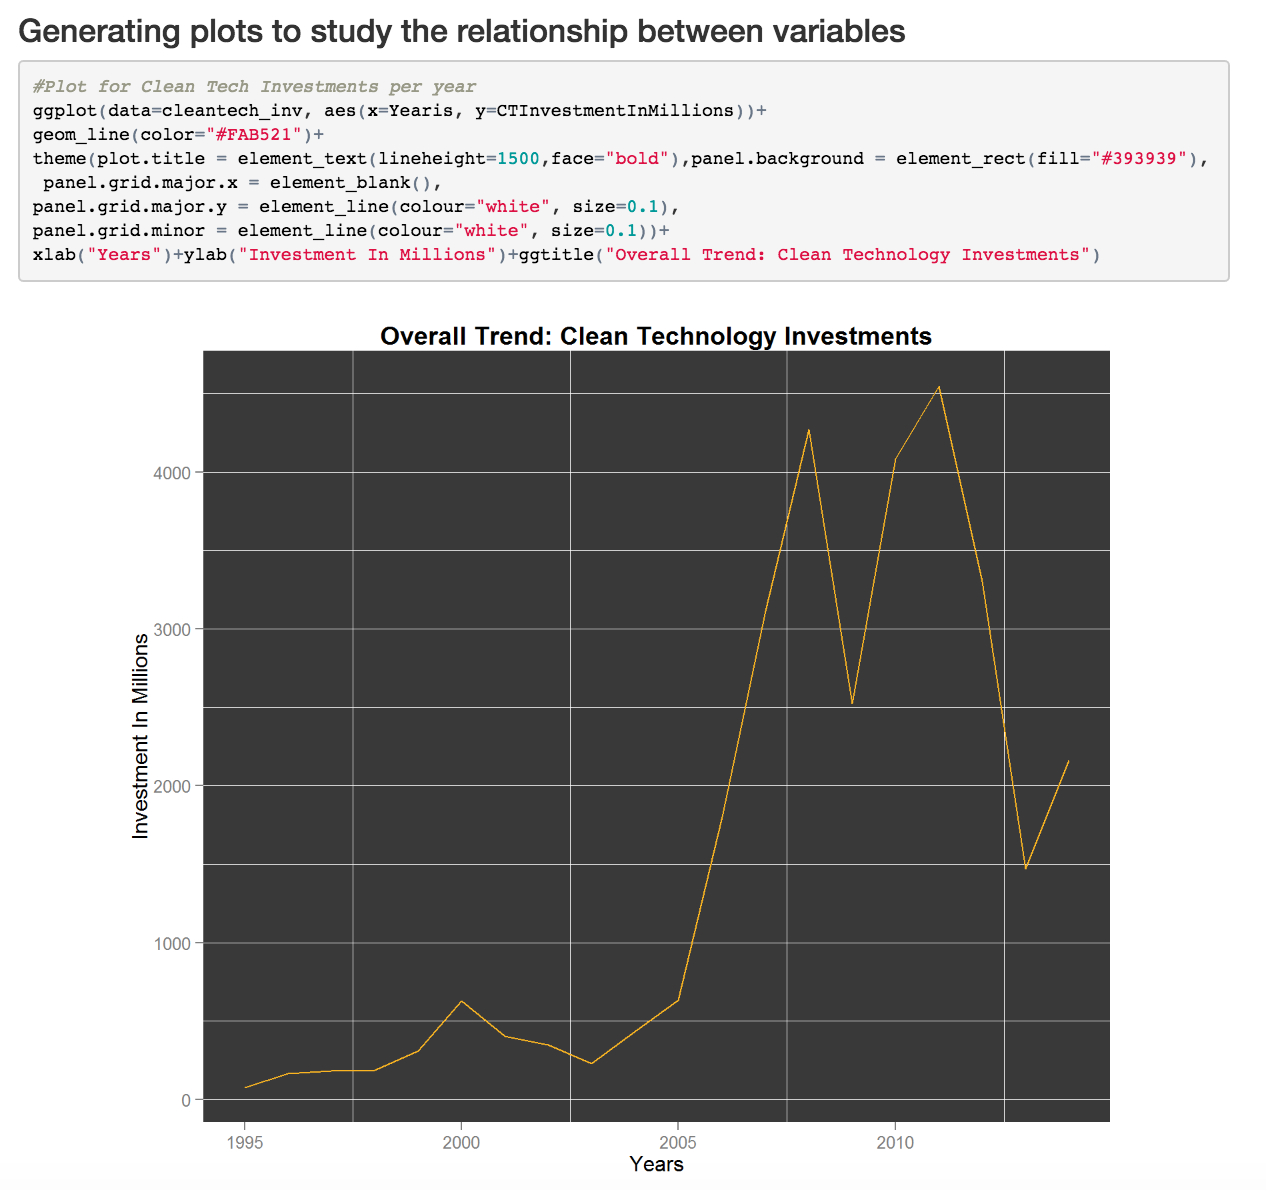 Generating plots to study the relationship between variables
#Plot for Clean Tech Investments per year
ggplot(data=cleantech_inv, aes(x=Yearis, y=CTInvestmentInMillions))+
geom_line(color="#FAB521")+
theme(plot.title = element_text(lineheight=1500,face="bold"),panel.background = element_rect(fill="#393939"),
 panel.grid.major.x = element_blank(),
panel.grid.major.y = element_line(colour="white", size=0.1),
panel.grid.minor = element_line(colour="white", size=0.1))+
xlab("Years")+ylab("Investment In Millions")+ggtitle("Overall Trend: Clean Technology Investments")
Overall Trend: Clean Technology Investments
Investment In Millions
4000
3000
2000
1000
0
1995 2000 2005 2010
Years